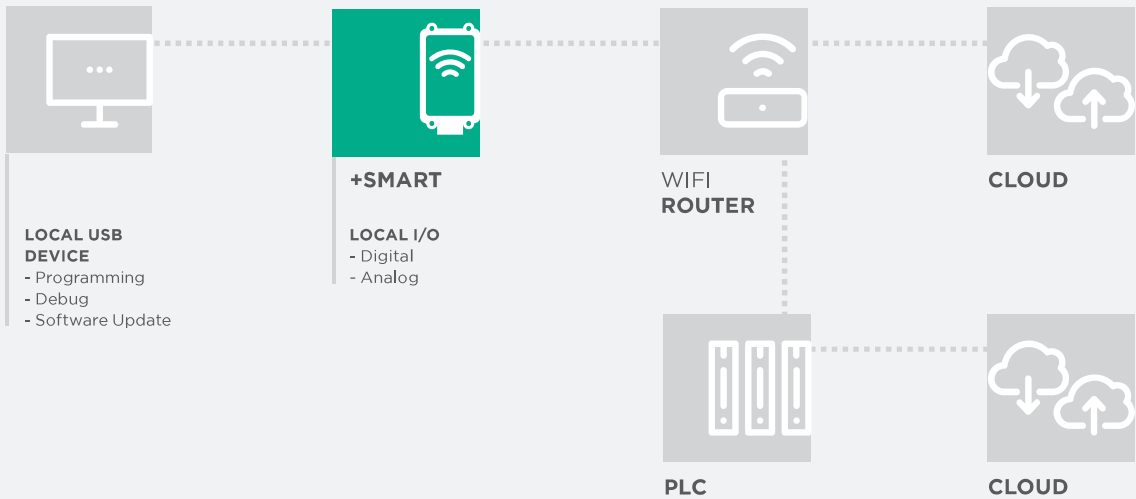 +SMART
WIFI
ROUTER
CLOUD
LOCAL USB
DEVICE
- Programming
- Debug
- Software Update
LOCAL I/O
- Digital
- Analog
PLC
CLOUD